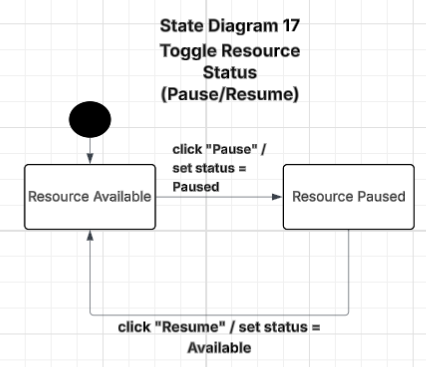 State Diagram 17
Toggle Resource
Status
(Pause/Resume)
click "Pause" /
set status =
Paused
Resource Available
Resource Paused
click "Resume" / set status =
Available